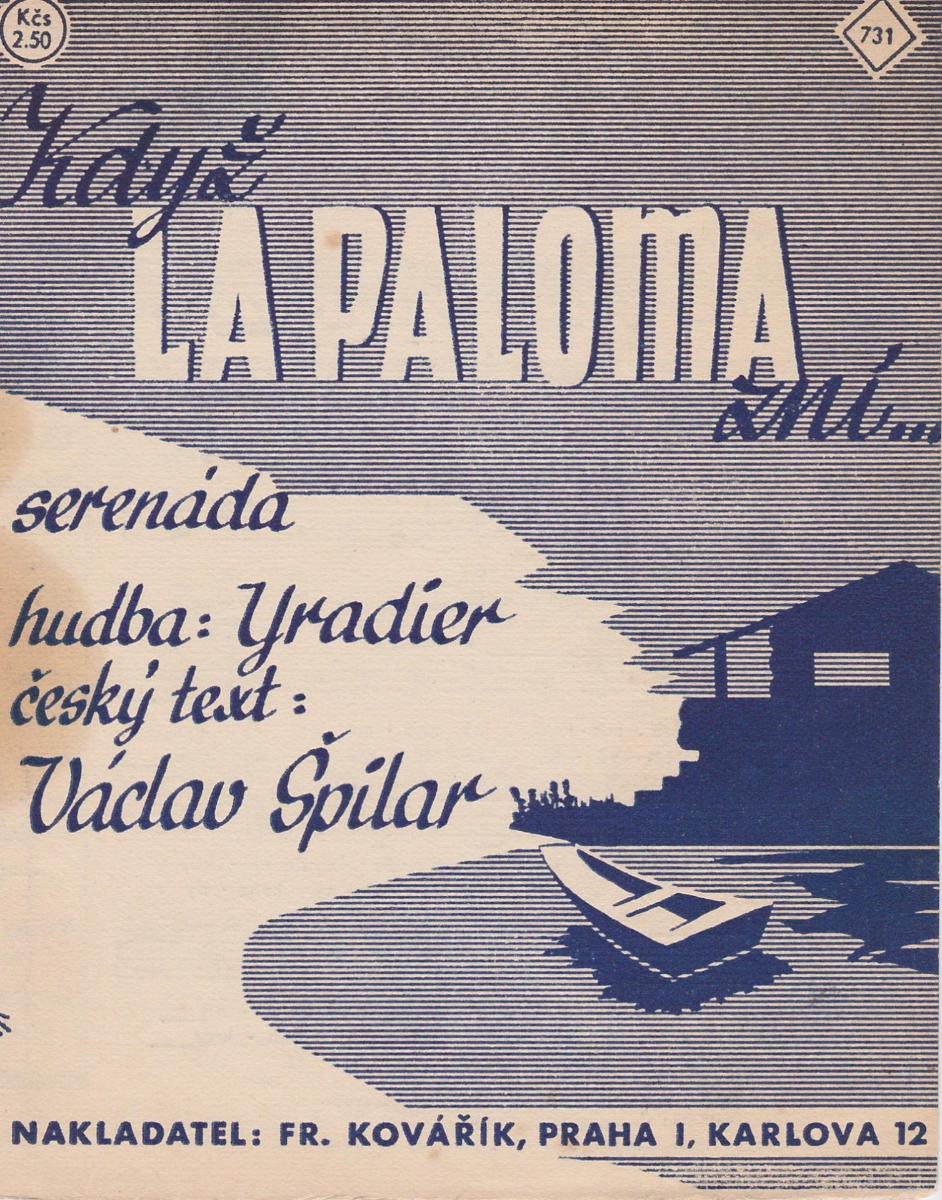 Kčs
2.50
731
Když
LA PALOMA
zní...
serenáda
hudba: Yradier
český text:
Václav Špilar
NAKLADATEL: FR. KOVÁŘÍK, PRAHA I, KARLOVA 12